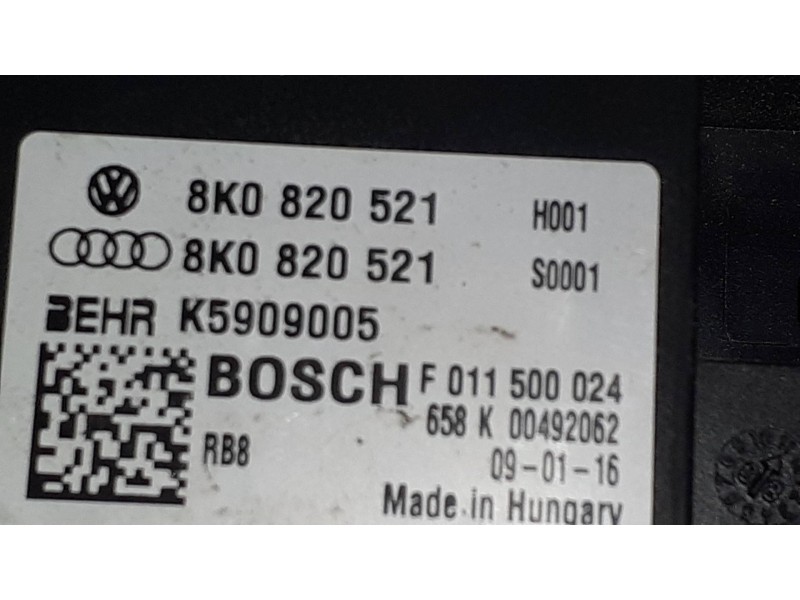 8K0 820 521 H001
8K0 820 521 S0001
BEHR K5909005
BOSCH F 011 500 024
658 K 00492062
RB8
09-01-16
Made in Hungary